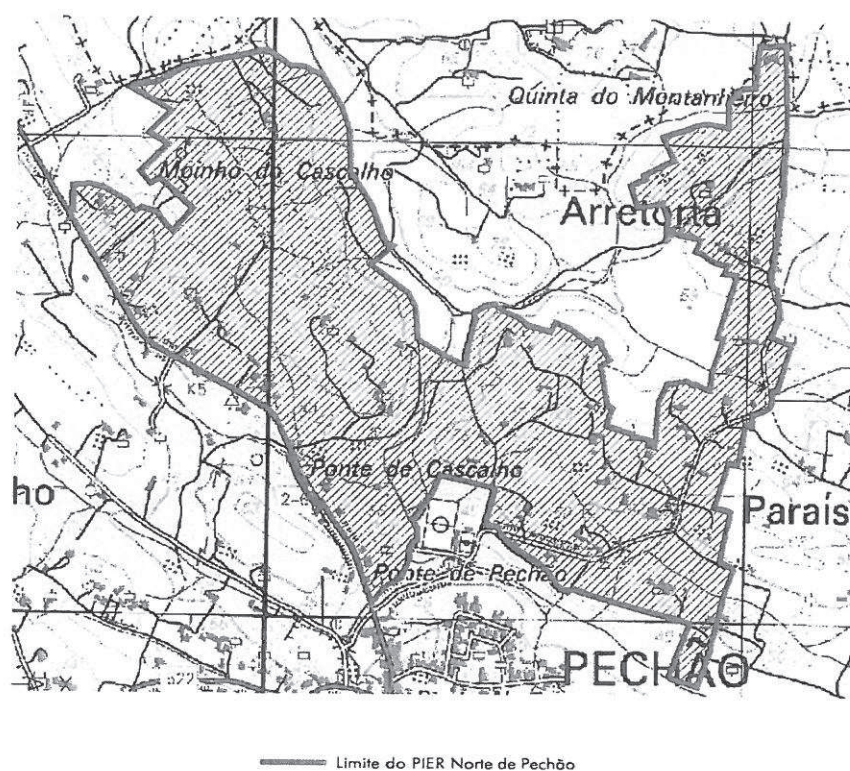 Quinta do Montanheiro
Moinho do Cascalho
Arretorta
K5
Ponte de Cascalho
ho
Paraís
Ponte de Pechão
PECHÃO
Limite do PIER Norte de Pechão